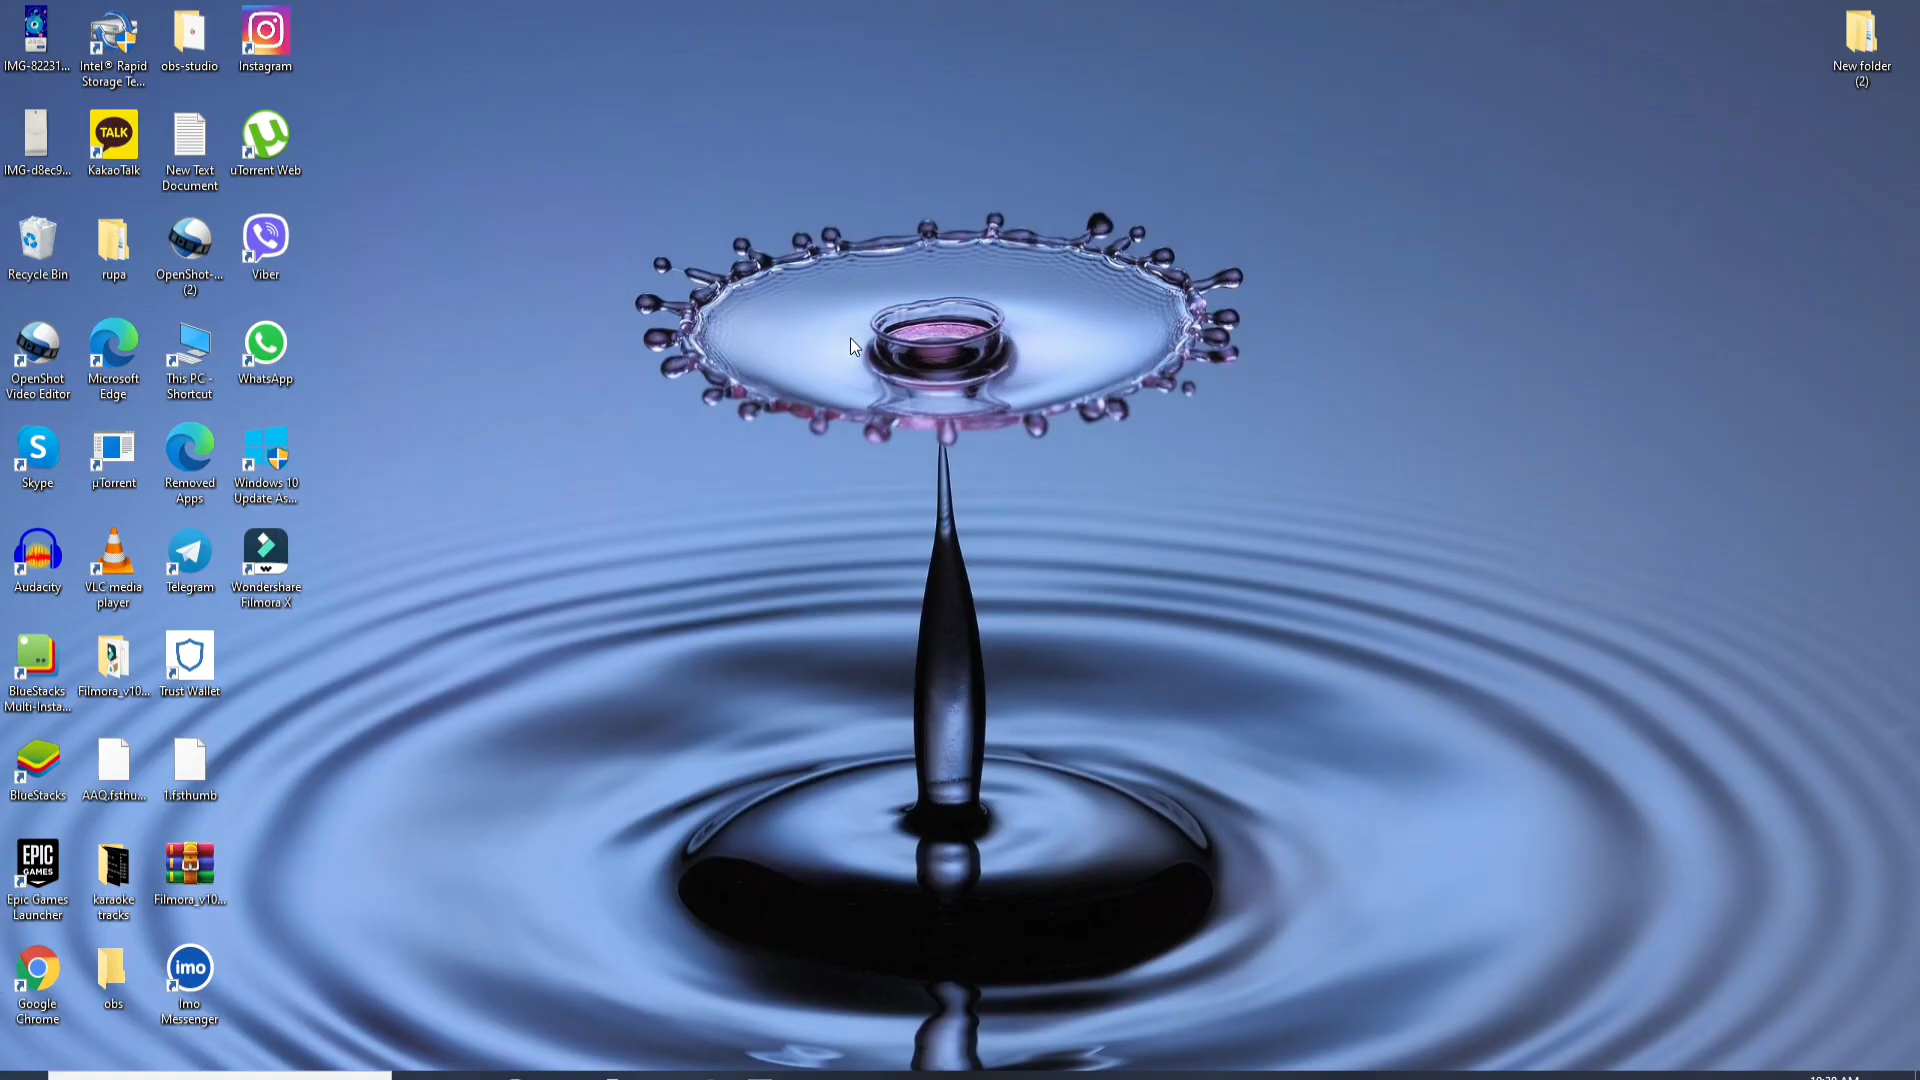 IMG-82231...
Intel® Rapid
Storage Te...
obs-studio
Instagram
New folder
(2)
IMG-d8ec9...
TALK
KakaoTalk
New Text
Document
µTorrent Web
Recycle Bin
rupa
OpenShot-...
(2)
Viber
OpenShot
Video Editor
Microsoft
Edge
This PC -
Shortcut
WhatsApp
S
Skype
µTorrent
Removed
Apps
Windows 10
Update As...
Audacity
VLC media
player
Telegram
Wondershare
Filmora X
BlueStacks
Multi-Insta...
Filmora_v10...
Trust Wallet
BlueStacks
AAQ.fsthu...
1.fsthumb
EPIC
GAMES
Epic Games
Launcher
karaoke
tracks
Filmora_v10...
Google
Chrome
obs
imo
Imo
Messenger